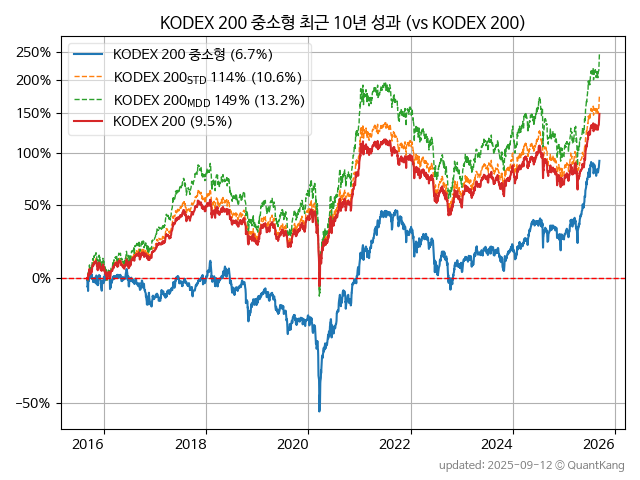 KODEX 200 중소형 최근 10년 성과 (vs KODEX 200)
KODEX 200 중소형 (6.7%)
KODEX 200STD 114% (10.6%)
KODEX 200MDD 149% (13.2%)
KODEX 200 (9.5%)
250%
200%
150%
100%
50%
0%
−50%
2016 2018 2020 2022 2024 2026
updated: 2025-09-12 © QuantKang